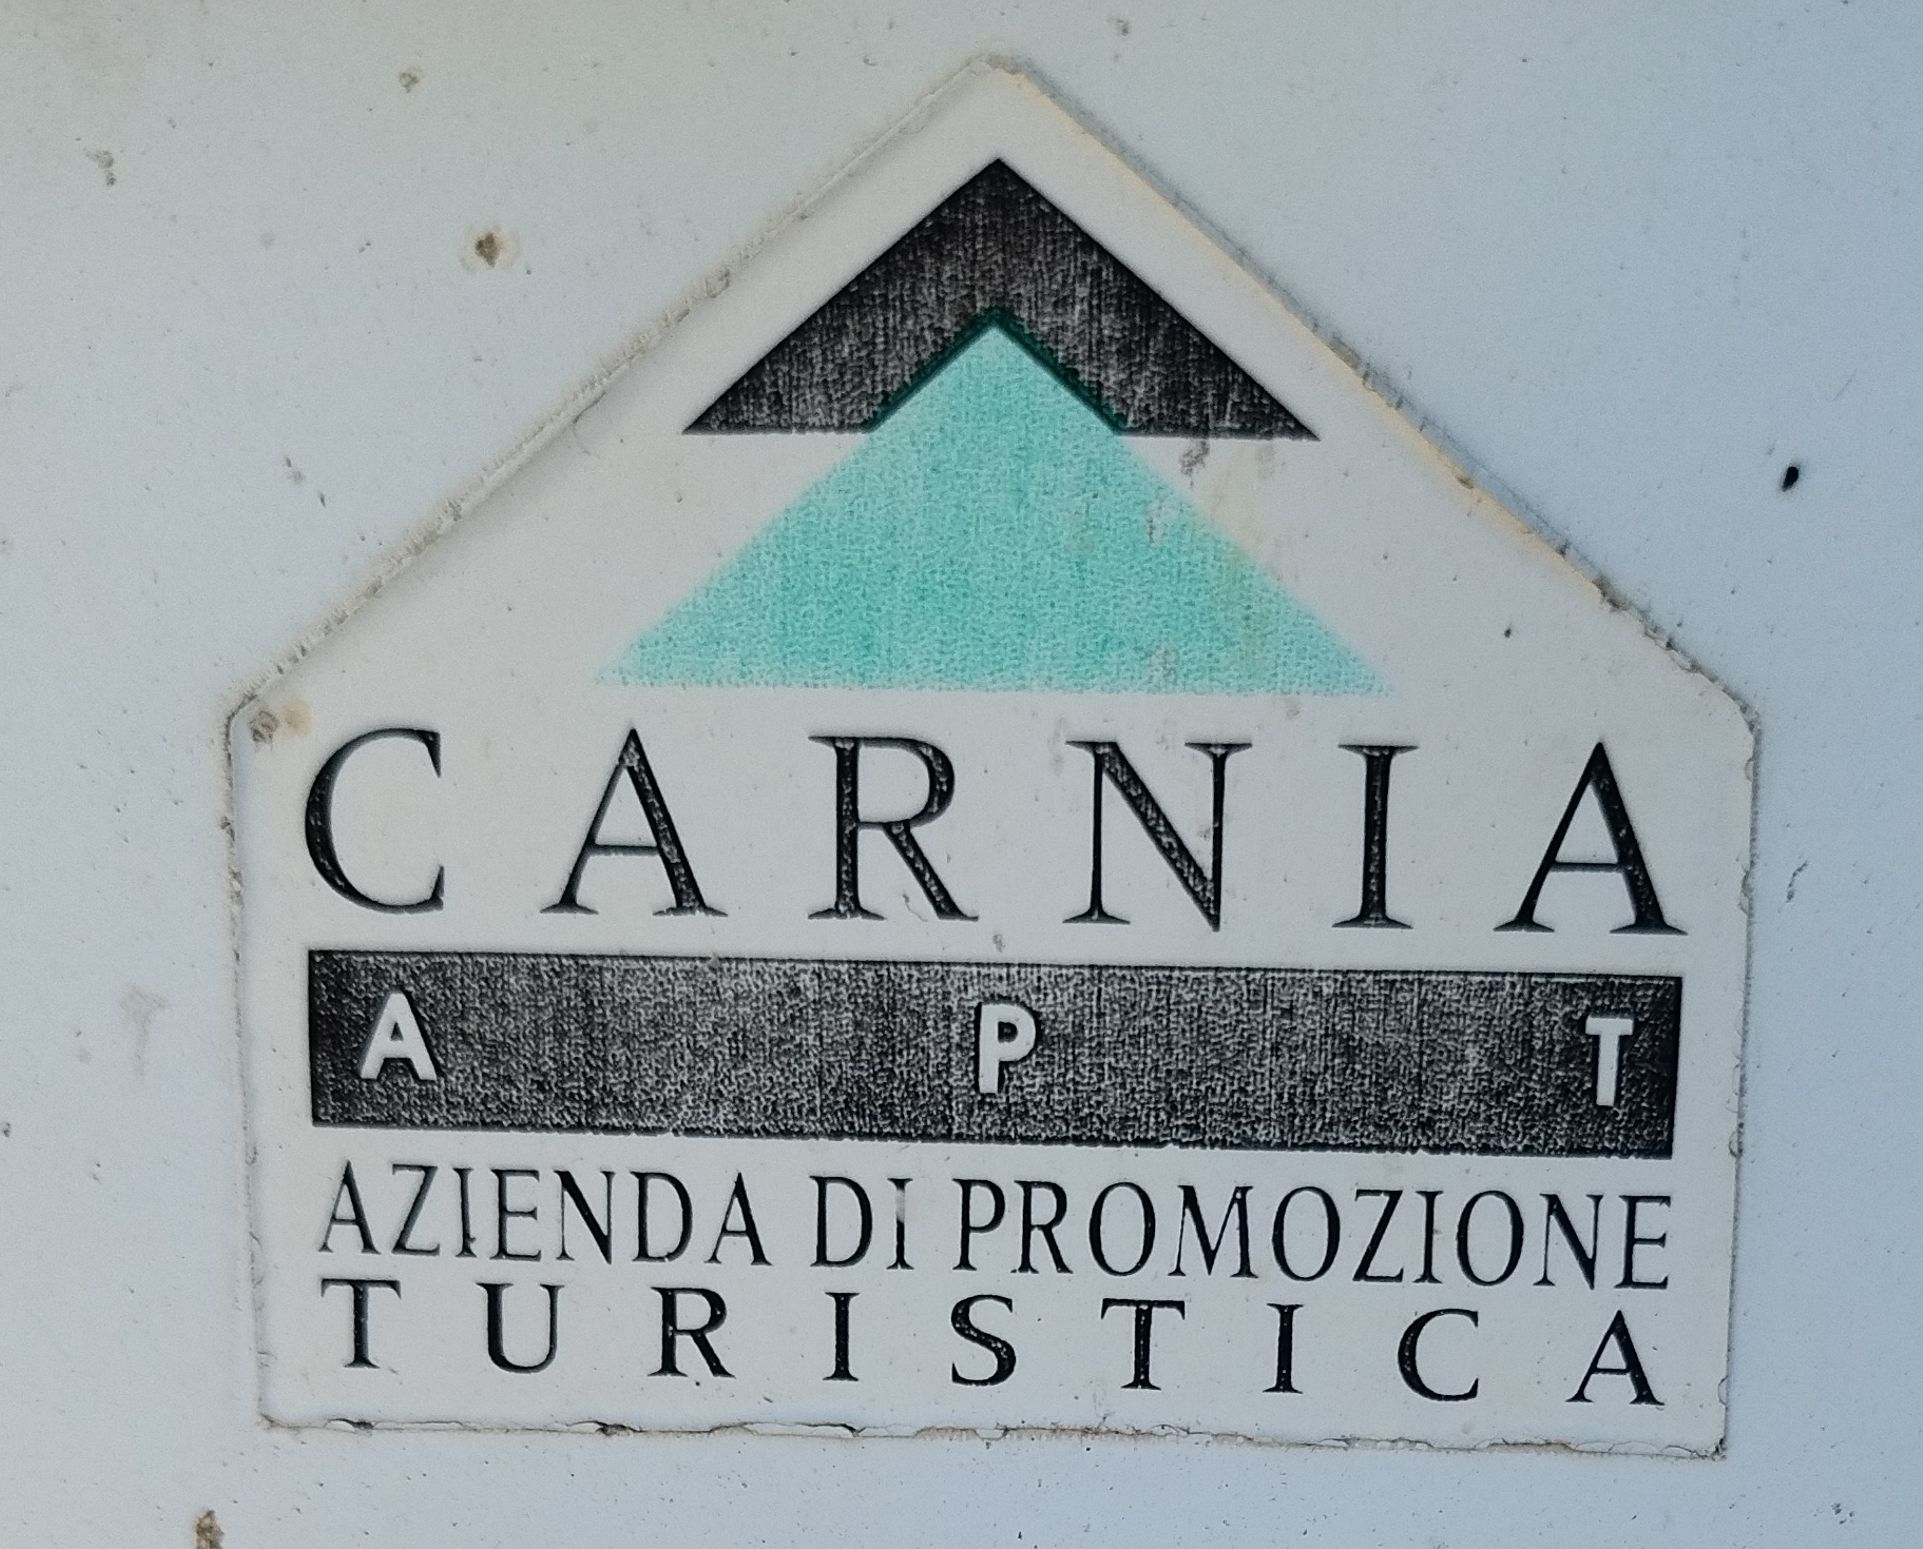 CARNIA
A P T
AZIENDA DI PROMOZIONE
TURISTICA